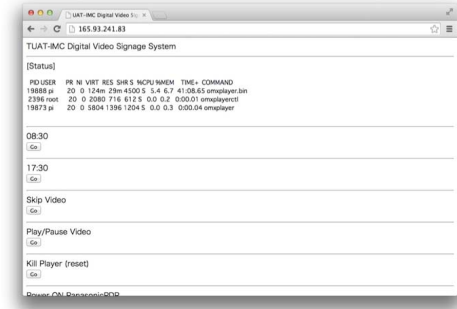 UAT-IMC Digital Video Sig
165.93.241.83
TUAT-IMC Digital Video Signage System
[Status]
PID USER PR NI VIRT RES SHR S %CPU %MEM TIME+ COMMAND
19888 pi 20 0 124m 29m 4500 S 5.4 6.7 41:08.65 omxplayer.bin
2396 root 20 0 2080 716 612 S 0.0 0.2 0:00.01 omxplayerctl
19873 pi 20 0 5804 1396 1204 S 0.0 0.3 0:00.04 omxplayer
08:30
Go
17:30
Go
Skip Video
Go
Play/Pause Video
Go
Kill Player (reset)
Go
Power ON PanasonicPDP